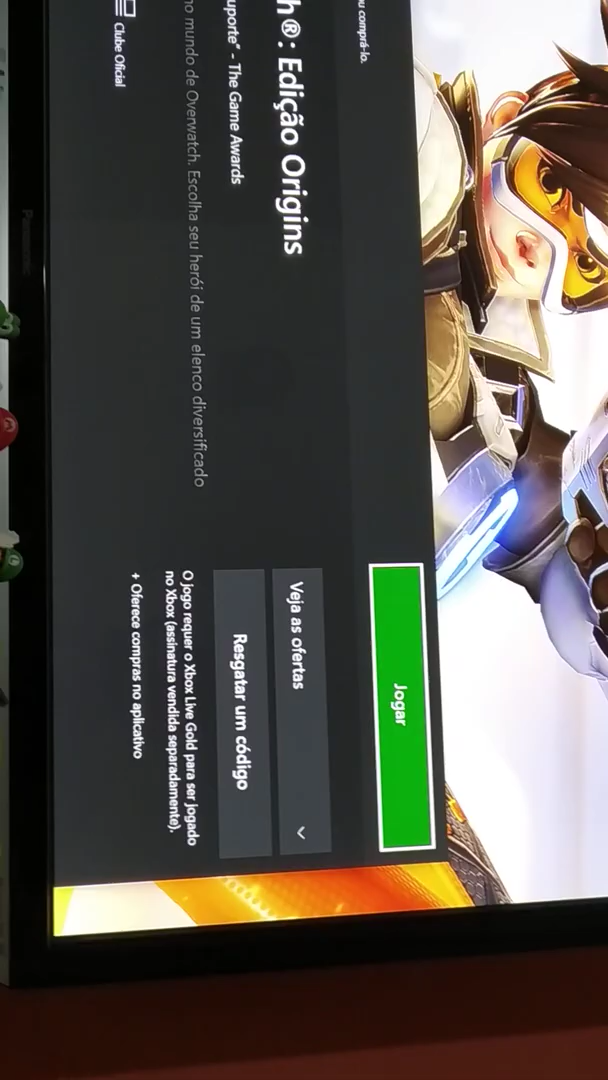 u comprá-lo.
h®: Edição Origins
uporte" - The Game Awards
no mundo de Overwatch. Escolha seu herói de um elenco diversificado
Clube Oficial
Jogar
Veja as ofertas
Resgatar um código
O jogo requer o Xbox Live Gold para ser jogado
no Xbox (assinatura vendida separadamente).
+ Oferece compras no aplicativo
Panasonic